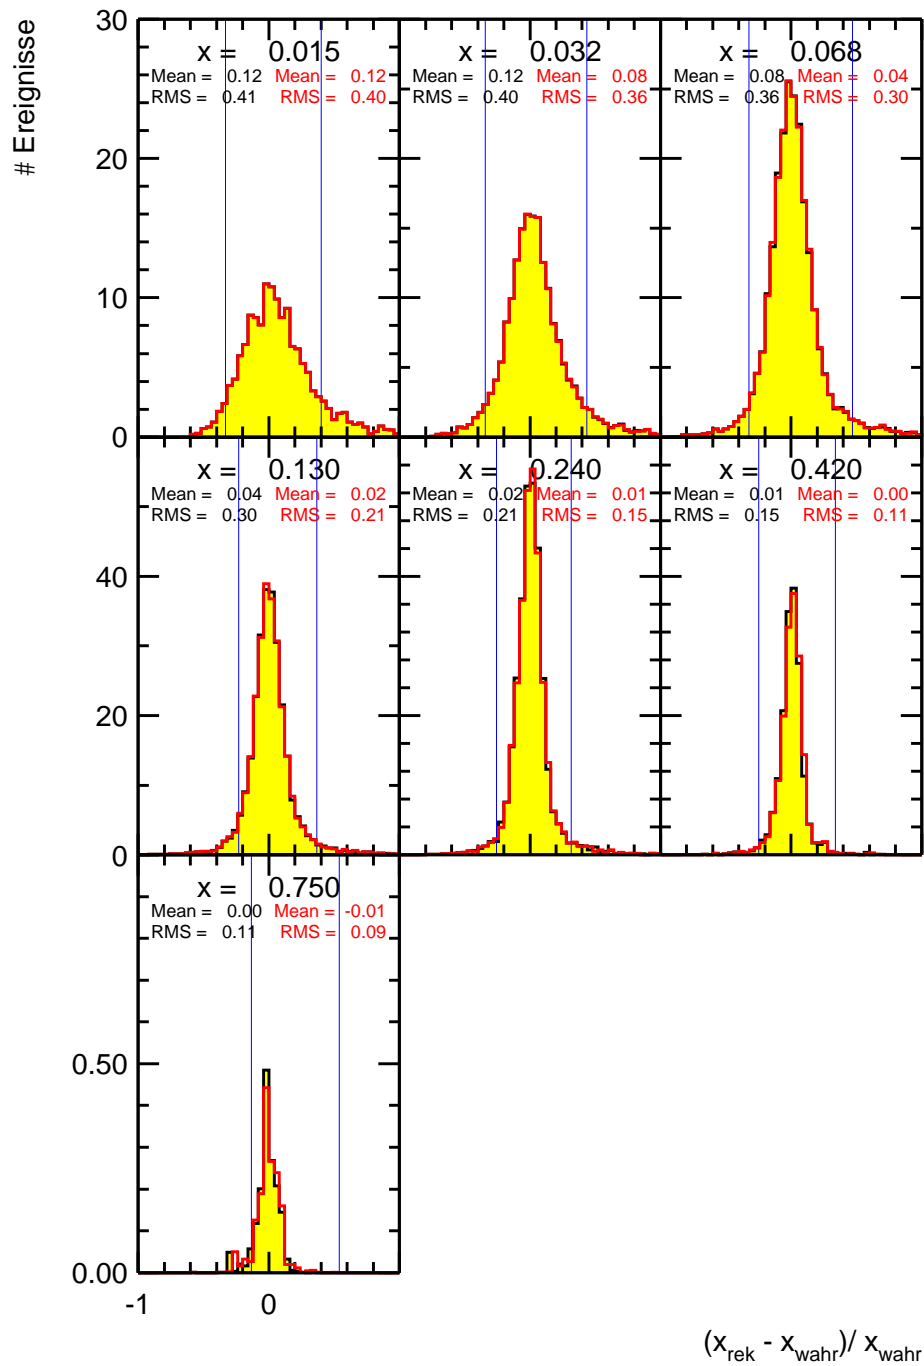 # Ereignisse
30
20
10
0
x = 0.015
Mean = 0.12 Mean = 0.12
RMS = 0.41 RMS = 0.40
x = 0.032
Mean = 0.12 Mean = 0.08
RMS = 0.40 RMS = 0.36
x = 0.068
Mean = 0.08 Mean = 0.04
RMS = 0.36 RMS = 0.30
40
20
0
x = 0.130
Mean = 0.04 Mean = 0.02
RMS = 0.30 RMS = 0.21
x = 0.240
Mean = 0.02 Mean = 0.01
RMS = 0.21 RMS = 0.15
x = 0.420
Mean = 0.01 Mean = 0.00
RMS = 0.15 RMS = 0.11
0.50
0.00
x = 0.750
Mean = 0.00 Mean = -0.01
RMS = 0.11 RMS = 0.09
-1 0
(x_rek - x_wahr)/ x_wahr